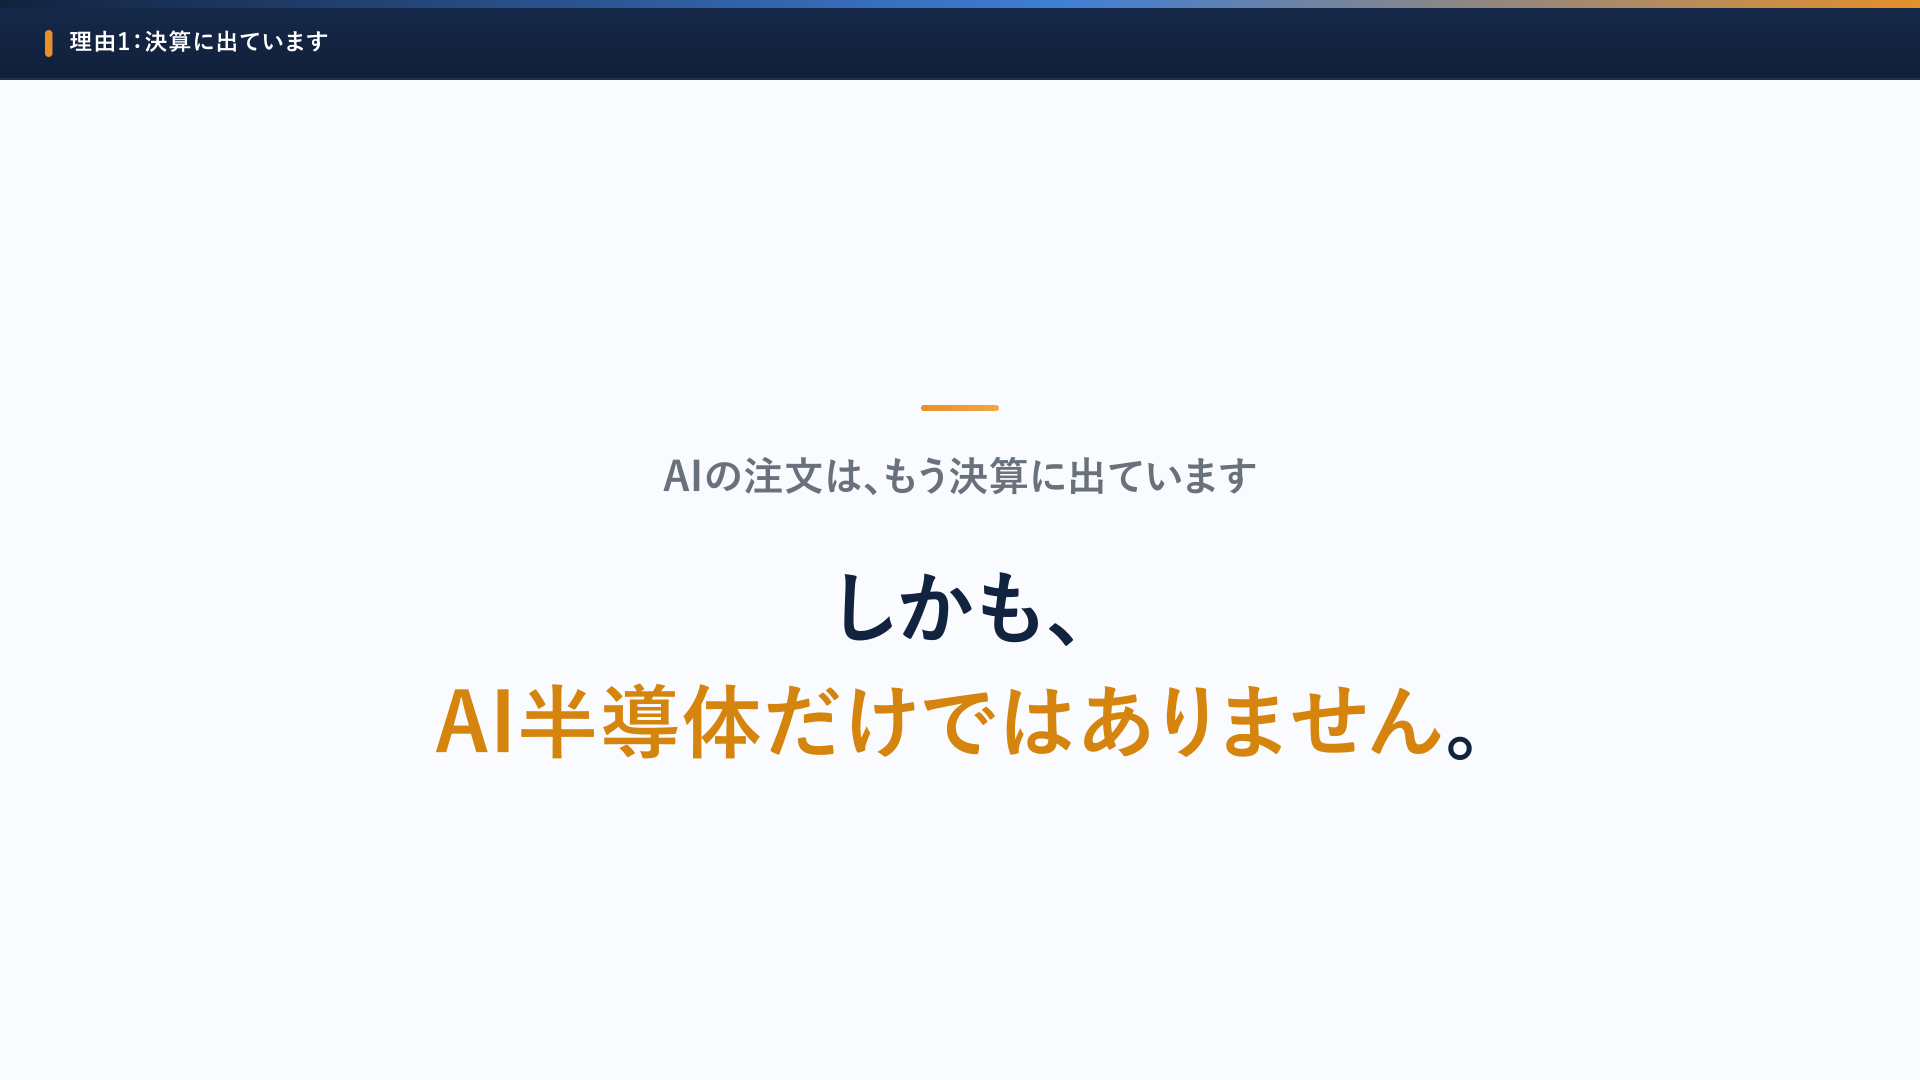 理由1：決算に出ています
AIの注文は、もう決算に出ています
しかも、
AI半導体だけではありません。